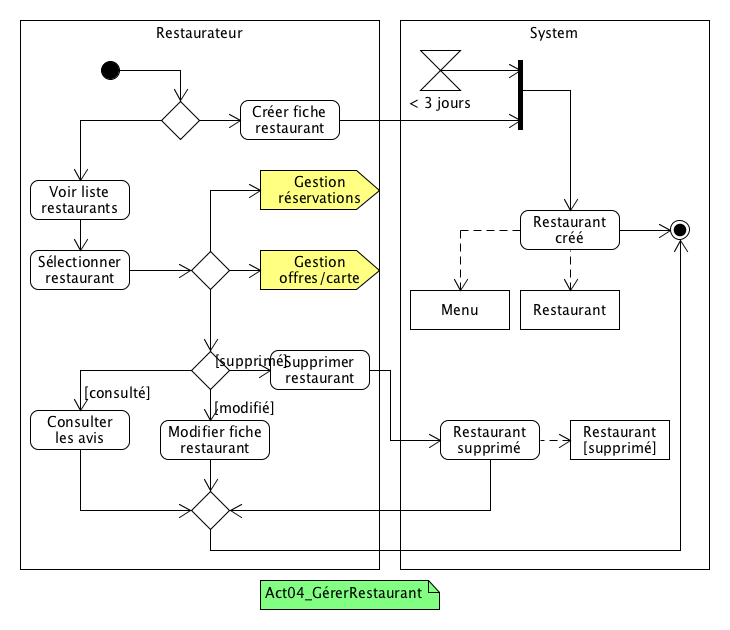 Restaurateur
System
< 3 jours
Créer fiche
restaurant
Voir liste
restaurants
Gestion
réservations
Restaurant
créé
Sélectionner
restaurant
Gestion
offres/carte
Menu
Restaurant
[supprimé]
Supprimer
restaurant
[consulté]
[modifié]
Consulter
les avis
Modifier fiche
restaurant
Restaurant
supprimé
Restaurant
[supprimé]
Act04_GérerRestaurant